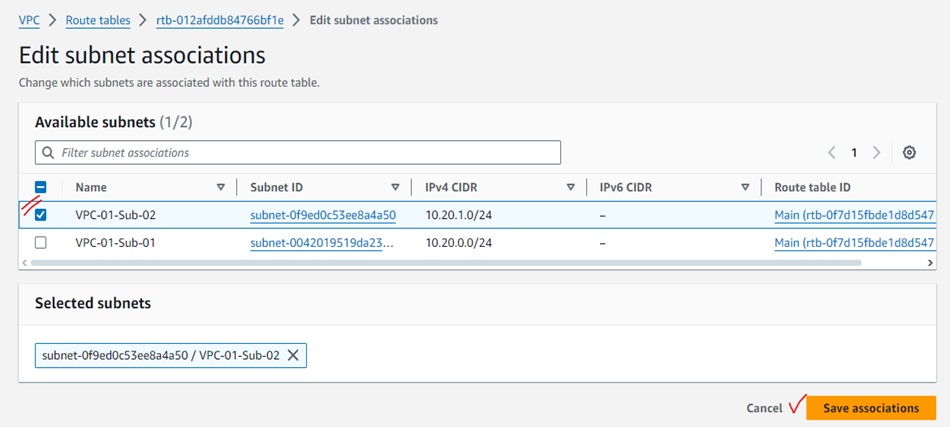 VPC > Route tables > rtb-012afddb84766bf1e > Edit subnet associations
Edit subnet associations
Change which subnets are associated with this route table.
Available subnets (1/2)
Filter subnet associations
1
Name Subnet ID IPv4 CIDR IPv6 CIDR Route table ID
VPC-01-Sub-02 subnet-0f9ed0c53ee8a4a50 10.20.1.0/24 – Main (rtb-0f7d15fbde1d8d547
VPC-01-Sub-01 subnet-0042019519da23... 10.20.0.0/24 – Main (rtb-0f7d15fbde1d8d547
Selected subnets
subnet-0f9ed0c53ee8a4a50 / VPC-01-Sub-02
Cancel Save associations